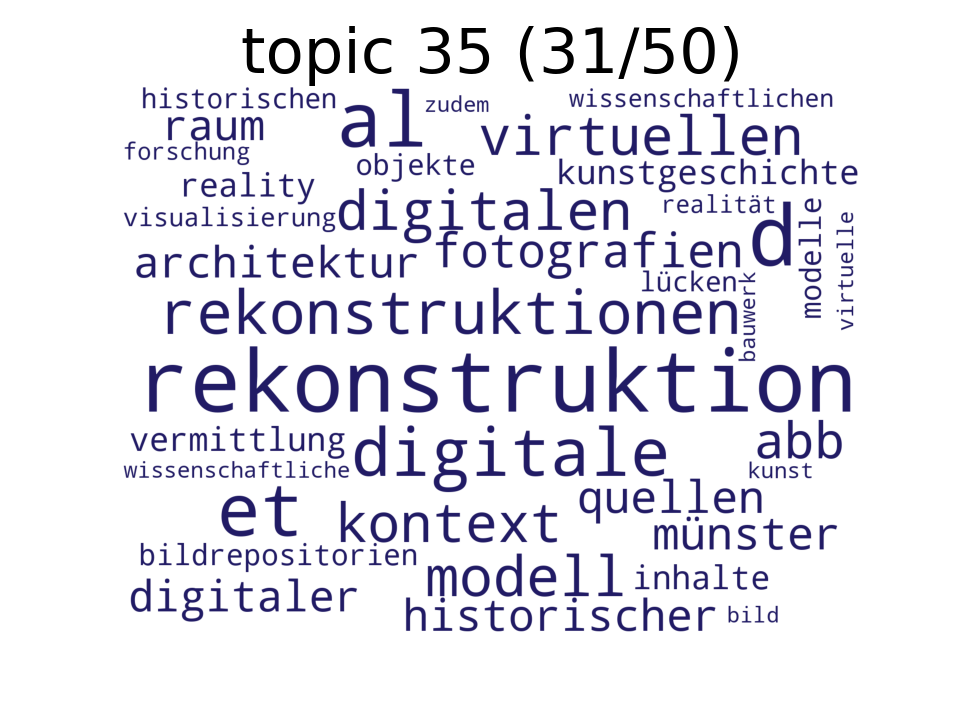 topic 35 (31/50)
historischen al zudem wissenschaftlichen
raum virtuellen
forschung objekte kunstgeschichte
reality digitalen realität d modelle virtuelle
visualisierung
architektur fotografien
lücken
rekonstruktionen bauwerk
rekonstruktion
vermittlung digitale abb
wissenschaftliche kunst
et kontext quellen
münster
bildrepositorien modell inhalte
digitaler historischer bild